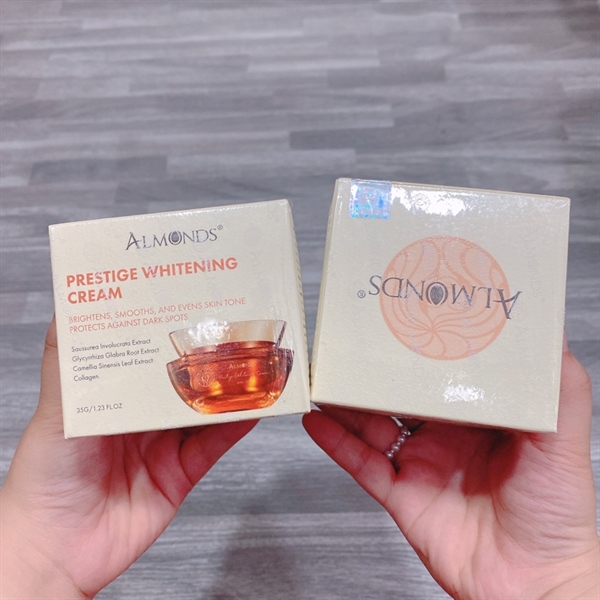 ALMONDS®
PRESTIGE WHITENING
CREAM
BRIGHTENS, SMOOTHS, AND EVENS SKIN TONE
PROTECTS AGAINST DARK SPOTS
Saussurea Involucrata Extract
Glycyrrhiza Glabra Root Extract
Camellia Sinensis Leaf Extract
Collagen
35G/1.23 FL.OZ
ALMONDS®